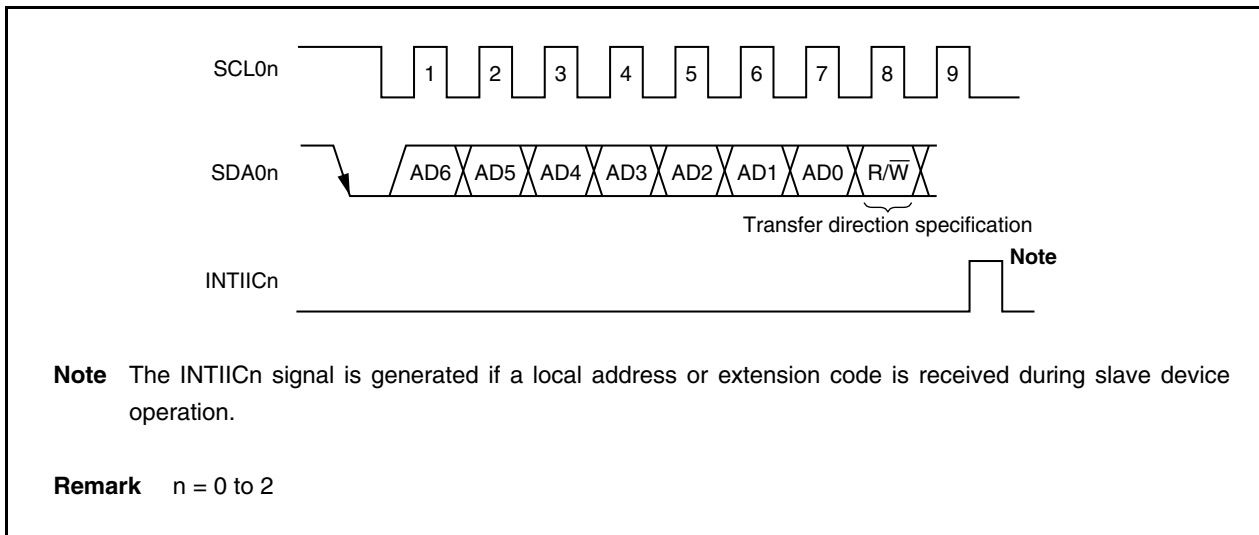 SCL0n 1 2 3 4 5 6 7 8 9
SDA0n AD6 AD5 AD4 AD3 AD2 AD1 AD0 R/W̅
Transfer direction specification
Note
INTIICn
Note The INTIICn signal is generated if a local address or extension code is received during slave device
operation.
Remark n = 0 to 2